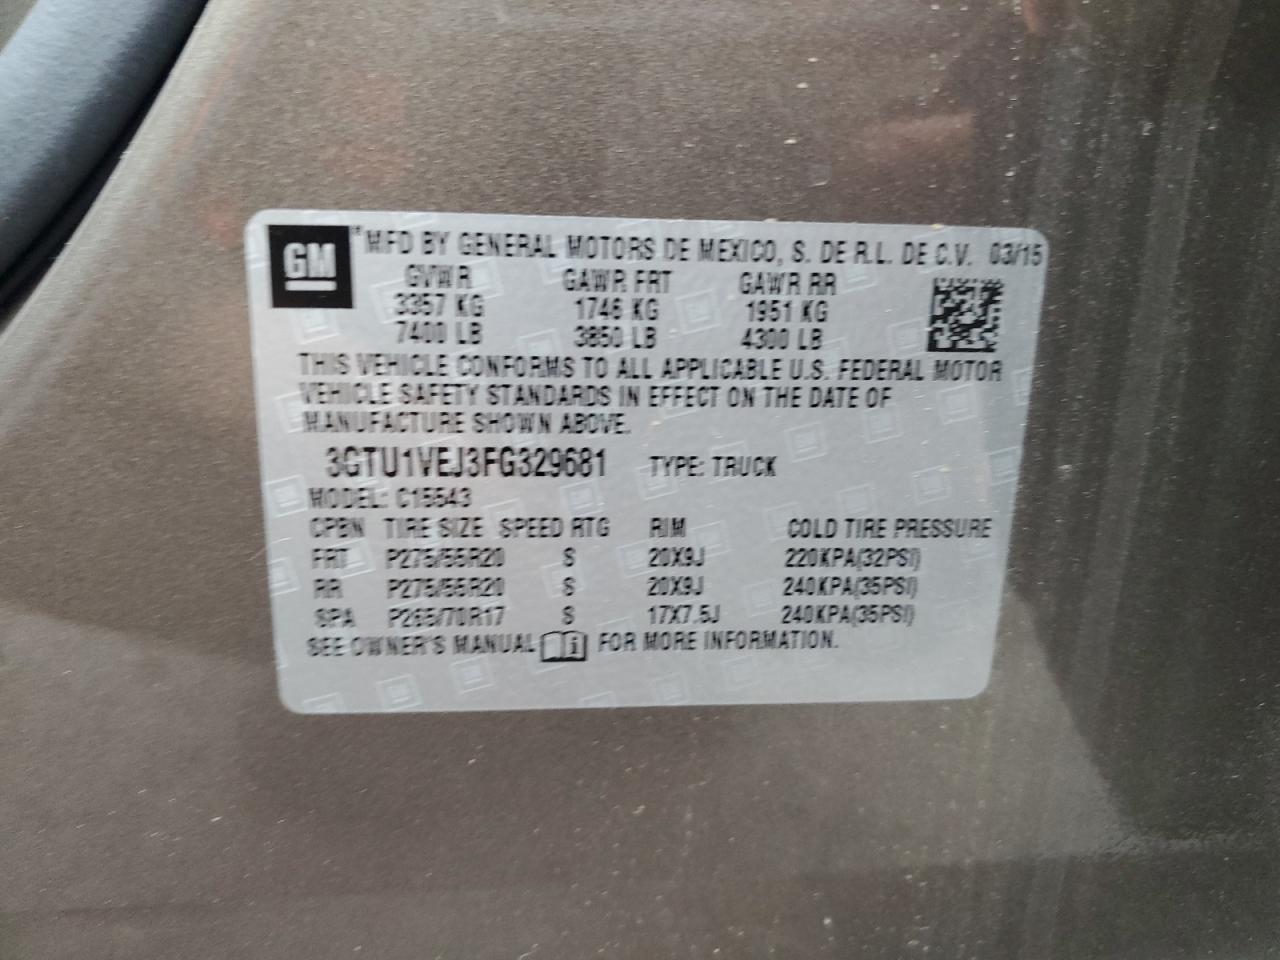 GM
MFD BY GENERAL MOTORS DE MEXICO, S. DE R.L. DE C.V. 03/15
GVWR GAWR FRT GAWR RR
3357 KG 1746 KG 1951 KG
7400 LB 3850 LB 4300 LB
THIS VEHICLE CONFORMS TO ALL APPLICABLE U.S. FEDERAL MOTOR
VEHICLE SAFETY STANDARDS IN EFFECT ON THE DATE OF
MANUFACTURE SHOWN ABOVE.
3GTU1VEJ3FG329681 TYPE: TRUCK
MODEL: C15543
CPBN TIRE SIZE SPEED RTG RIM COLD TIRE PRESSURE
FRT P275/55R20 S 20X9J 220KPA(32PSI)
RR P275/55R20 S 20X9J 240KPA(35PSI)
SPA P265/70R17 S 17X7.5J 240KPA(35PSI)
SEE OWNER'S MANUAL FOR MORE INFORMATION.